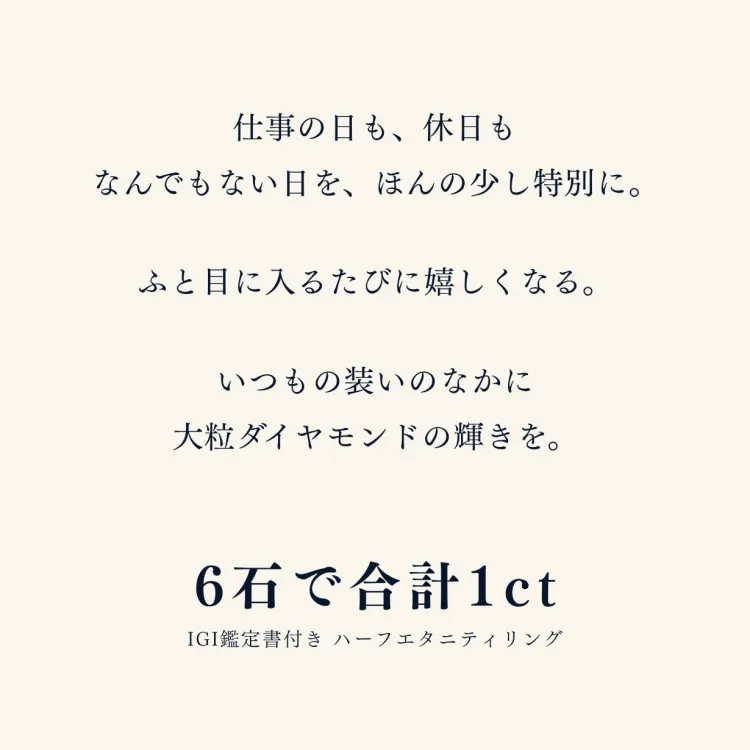 仕事の日も、休日も
なんでもない日を、ほんの少し特別に。
ふと目に入るたびに嬉しくなる。
いつもの装いのなかに
大粒ダイヤモンドの輝きを。
6石で合計1ct
IGI鑑定書付き ハーフエタニティリング